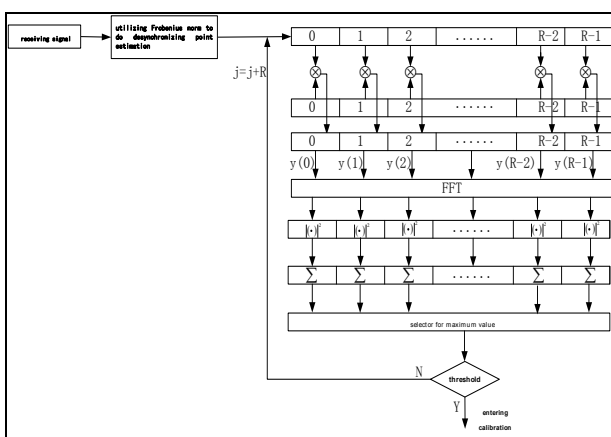 receiving signal
utilizing Frobenius norm to
do desynchronizing point
estimation
0 1 2 ...... R-2 R-1
j=j+R
0 1 2 R-2 R-1
0 1 2 R-2 R-1
y(0) y(1) y(2) y(R-2) y(R-1)
FFT
|(•)|² |(•)|² |(•)|² ...... |(•)|² |(•)|²
∑ ∑ ∑ ...... ∑ ∑
selector for maximum value
N
threshold
Y
entering
calibration